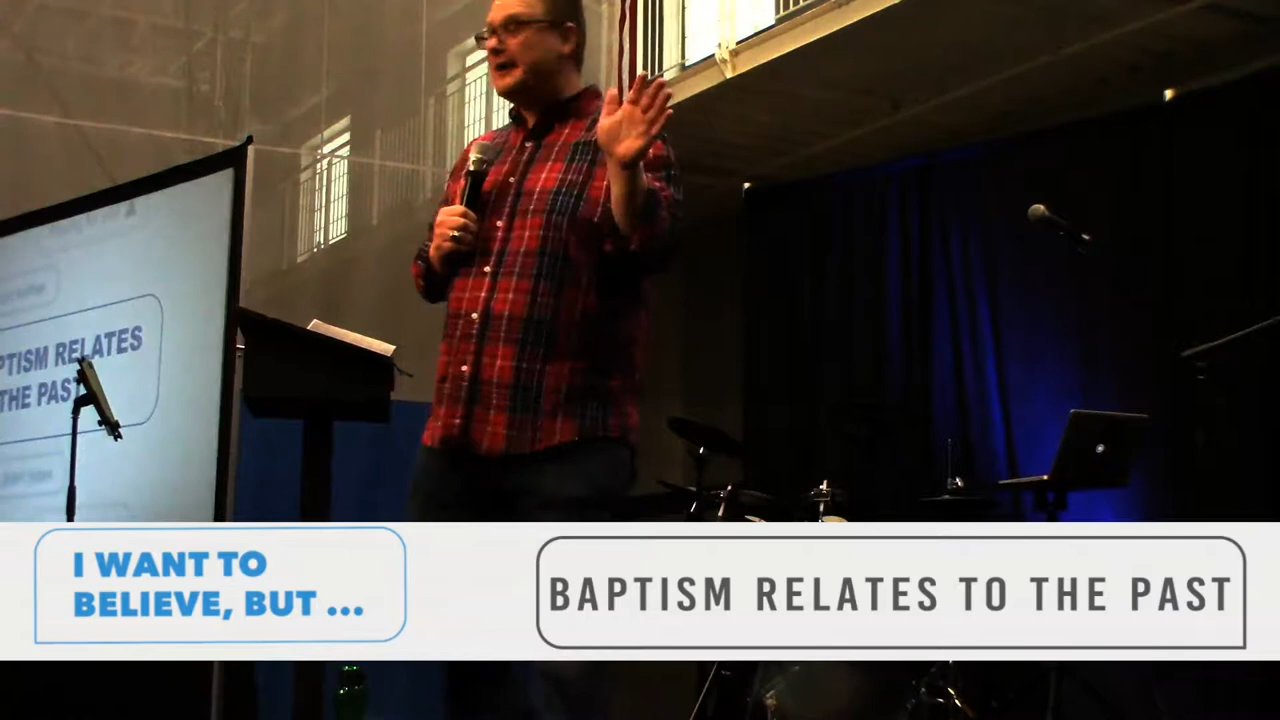 PTISM RELATES
THE PAST
I WANT TO
BELIEVE, BUT ...
BAPTISM RELATES TO THE PAST